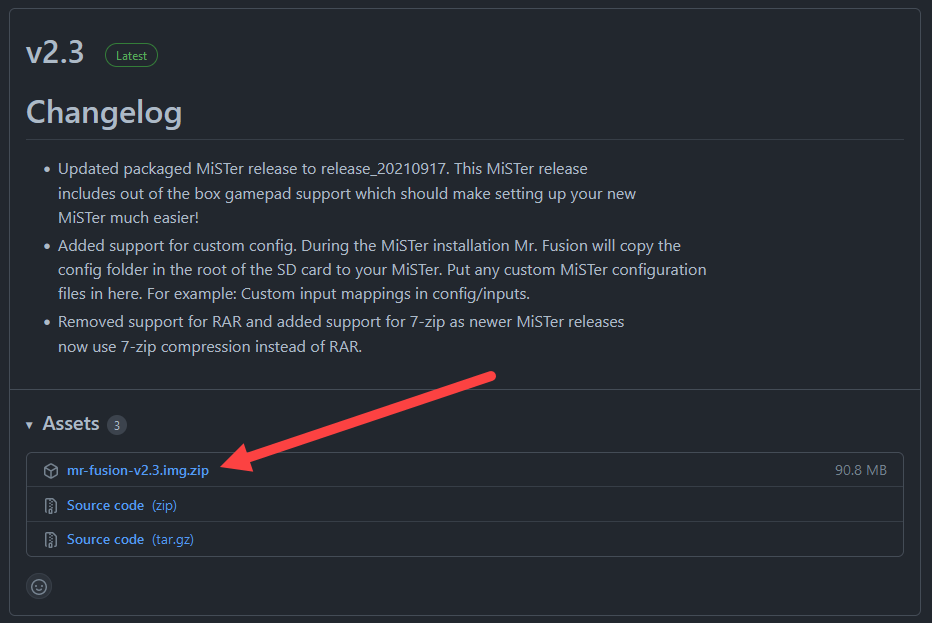 v2.3 Latest
Changelog
Updated packaged MiSTer release to release_20210917. This MiSTer release
includes out of the box gamepad support which should make setting up your new
MiSTer much easier!
Added support for custom config. During the MiSTer installation Mr. Fusion will copy the
config folder in the root of the SD card to your MiSTer. Put any custom MiSTer configuration
files in here. For example: Custom input mappings in config/inputs.
Removed support for RAR and added support for 7-zip as newer MiSTer releases
now use 7-zip compression instead of RAR.
Assets 3
mr-fusion-v2.3.img.zip 90.8 MB
Source code (zip)
Source code (tar.gz)